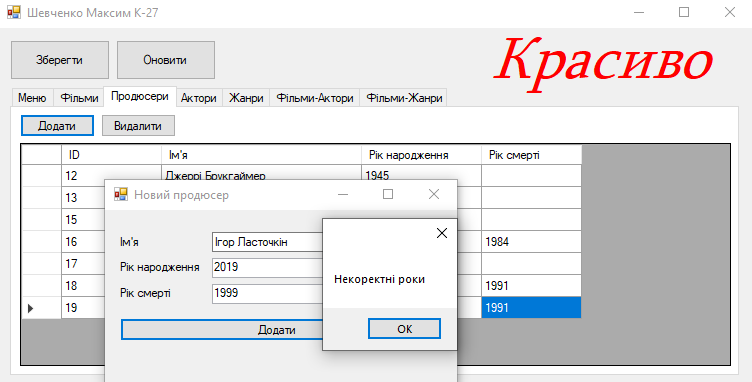 Шевченко Максим К-27
Красиво
Зберегти Оновити
Меню Фільми Продюсери Актори Жанри Фільми-Актори Фільми-Жанри
Додати Видалити
ID Ім'я Рік народження Рік смерті
12 Джеррі Брукгаймер 1945
13
Новий продюсер
15
16 1984
Ім'я Ігор Ласточкін
17
Рік народження 2019
Некоректні роки
18 1991
Рік смерті 1999
19 1991
Додати
OK